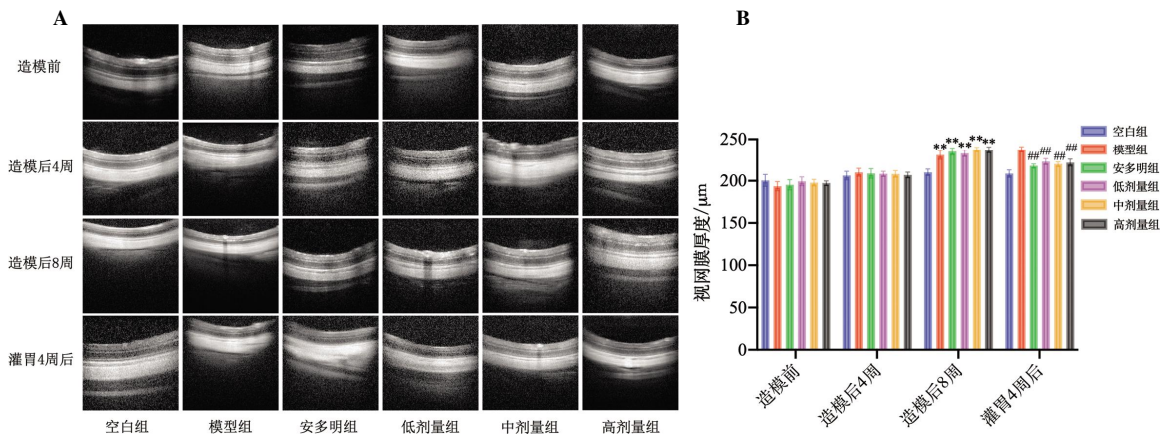 A
造模前
造模后4周
造模后8周
灌胃4周后
空白组
模型组
安多明组
低剂量组
中剂量组
高剂量组
B
空白组
模型组
安多明组
低剂量组
中剂量组
高剂量组
视网膜厚度/μm
250
200
150
100
50
0
** ** ** ** **
## ## ## ##
造模前
造模后4周
造模后8周
灌胃4周后